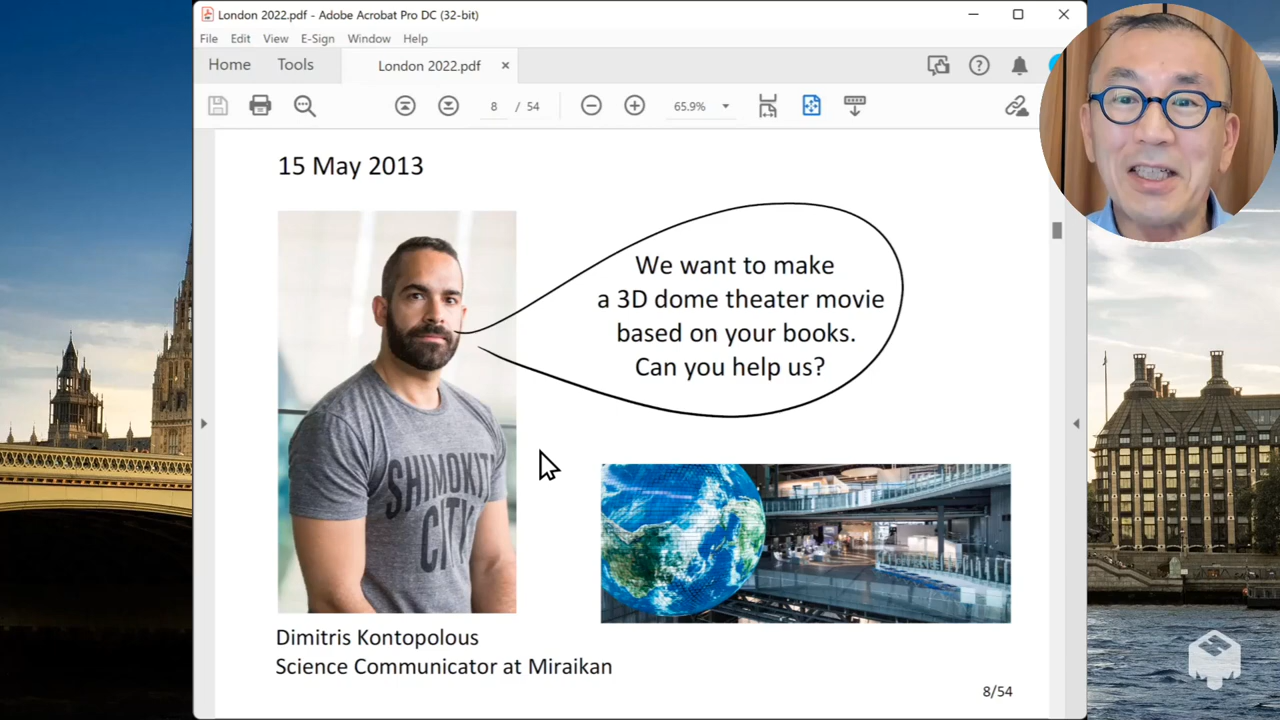 London 2022.pdf - Adobe Acrobat Pro DC (32-bit)
File Edit View E-Sign Window Help
Home Tools London 2022.pdf
8 / 54 65.9%
15 May 2013
We want to make
a 3D dome theater movie
based on your books.
Can you help us?
SHIMOKIT
CITY
Dimitris Kontopolous
Science Communicator at Miraikan
8/54